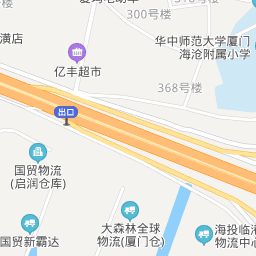 300号楼
潢店
华中师范大学厦门
海沧附属小学
亿丰超市
368号楼
出口
国贸物流
(启润仓库)
大森林全球
物流(厦门仓)
国贸新霸达
海投临港
物流中心